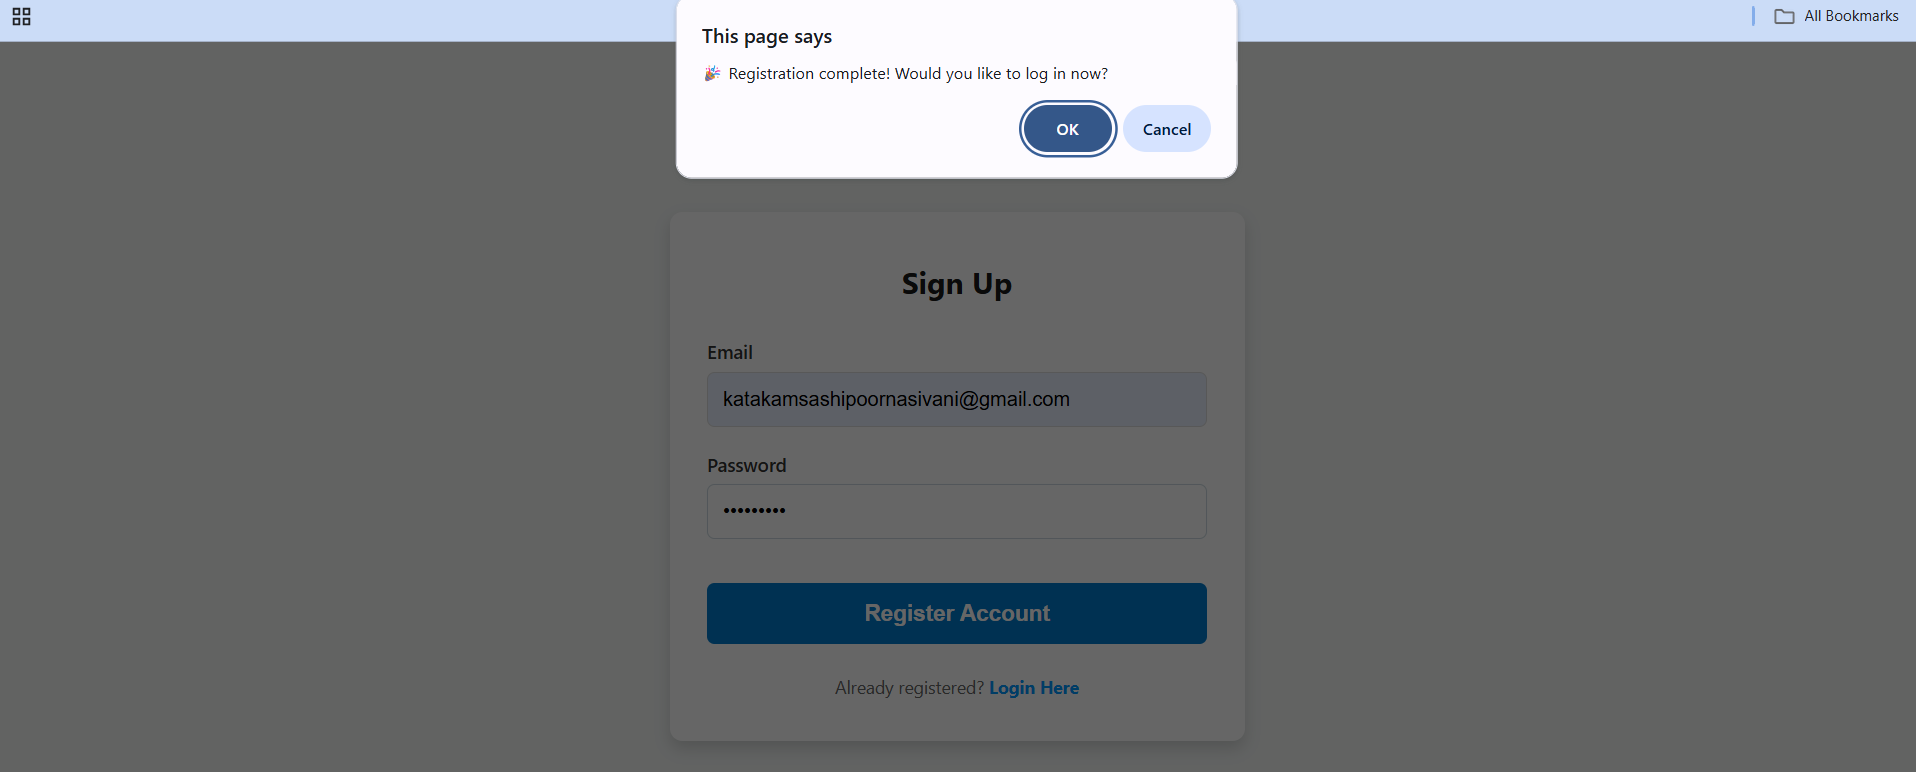 All Bookmarks
This page says
🎉 Registration complete! Would you like to log in now?
OK Cancel
Sign Up
Email
katakamsashipoornasivani@gmail.com
Password
•••••••••
Register Account
Already registered? Login Here